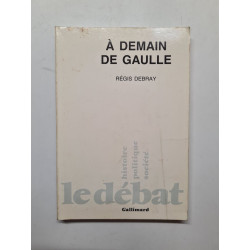 À DEMAIN
DE GAULLE
RÉGIS DEBRAY
histoire
politique
société
le débat
Gallimard